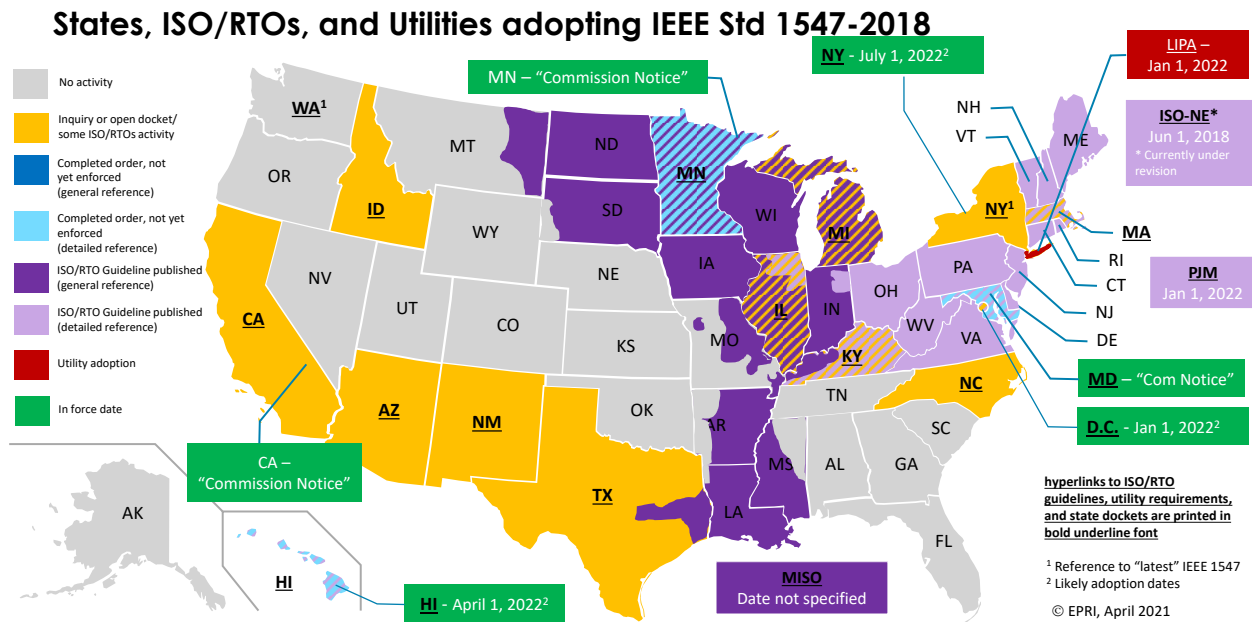 States, ISO/RTOs, and Utilities adopting IEEE Std 1547-2018
No activity
Inquiry or open docket/
some ISO/RTOs activity
Completed order, not
yet enforced
(general reference)
Completed order, not yet
enforced
(detailed reference)
ISO/RTO Guideline published
(general reference)
ISO/RTO Guideline published
(detailed reference)
Utility adoption
In force date
MN – "Commission Notice"
NY - July 1, 2022²
LIPA –
Jan 1, 2022
ISO-NE*
Jun 1, 2018
* Currently under
revision
PJM
Jan 1, 2022
MD – "Com Notice"
D.C. - Jan 1, 2022²
CA –
"Commission Notice"
HI - April 1, 2022²
MISO
Date not specified
WA¹
OR
MT
ID
WY
NV
UT
CO
CA
AZ
NM
ND
SD
NE
KS
OK
TX
MN
IA
MO
AR
LA
WI
MI
IL
IN
OH
KY
TN
MS
AL
GA
FL
SC
NC
VA
WV
PA
NY¹
NH
VT
ME
MA
RI
CT
NJ
DE
AK
HI
hyperlinks to ISO/RTO
guidelines, utility requirements,
and state dockets are printed in
bold underline font
¹ Reference to "latest" IEEE 1547
² Likely adoption dates
© EPRI, April 2021